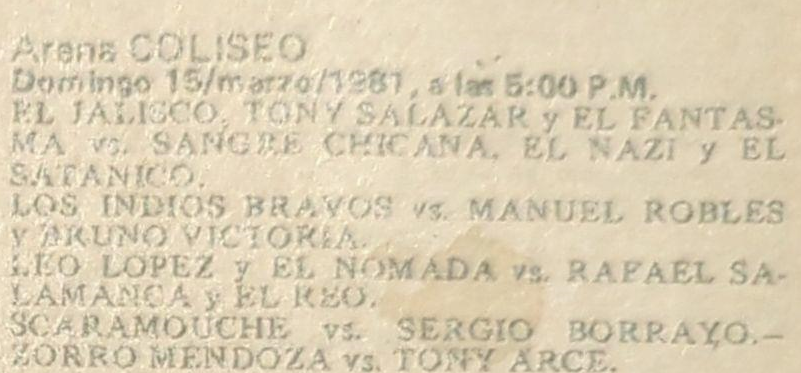 Arena COLISEO
Domingo 15/marzo/1981, a las 5:00 P.M.
EL JALISCO, TONY SALAZAR y EL FANTAS-
MA vs. SANGRE CHICANA, EL NAZI y EL
SATANICO.
LOS INDIOS BRAVOS vs. MANUEL ROBLES
y BRUNO VICTORIA.
LEO LOPEZ y EL NOMADA vs. RAFAEL SA-
LAMANCA y EL REO.
SCARAMOUCHE vs. SERGIO BORRAYO.—
ZORRO MENDOZA vs. TONY ARCE.